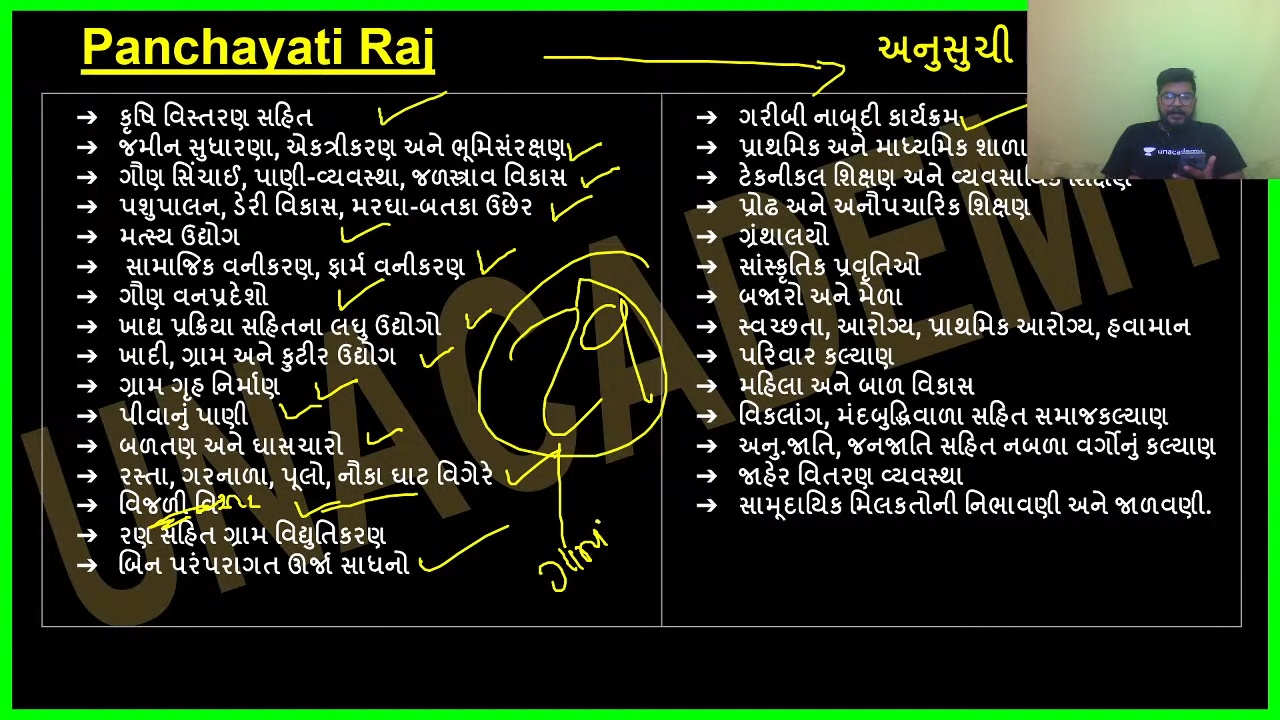 Panchayati Raj
અનુસુચી
➔ કૃષિ વિસ્તરણ સહિત
➔ જમીન સુધારણા, એકત્રીકરણ અને ભૂમિસંરક્ષણ
➔ ગૌણ સિંચાઈ, પાણી-વ્યવસ્થા, જળસ્ત્રાવ વિકાસ
➔ પશુપાલન, ડેરી વિકાસ, મરઘા-બતકા ઉછેર
➔ મત્સ્ય ઉદ્યોગ
➔ સામાજિક વનીકરણ, ફાર્મ વનીકરણ
➔ ગૌણ વનપ્રદેશો
➔ ખાદ્ય પ્રક્રિયા સહિતના લઘુ ઉદ્યોગો
➔ ખાદી, ગ્રામ અને કુટીર ઉદ્યોગ
➔ ગ્રામ ગૃહ નિર્માણ
➔ પીવાનું પાણી
➔ બળતણ અને ઘાસચારો
➔ રસ્તા, ગરનાળા, પૂલો, નૌકા ઘાટ વિગેરે
➔ વિજળી
➔ રણ સહિત ગ્રામ વિદ્યુતિકરણ
➔ બિન પરંપરાગત ઊર્જા સાધનો
➔ ગરીબી નાબૂદી કાર્યક્રમ
➔ પ્રાથમિક અને માધ્યમિક શાળા
➔ ટેકનીકલ શિક્ષણ અને વ્યવસાયિક શિક્ષણ
➔ પ્રોઢ અને અનૌપચારિક શિક્ષણ
➔ ગ્રંથાલયો
➔ સાંસ્કૃતિક પ્રવૃતિઓ
➔ બજારો અને મેળા
➔ સ્વચ્છતા, આરોગ્ય, પ્રાથમિક આરોગ્ય, હવામાન
➔ પરિવાર કલ્યાણ
➔ મહિલા અને બાળ વિકાસ
➔ વિકલાંગ, મંદબુદ્ધિવાળા સહિત સમાજકલ્યાણ
➔ અનુ.જાતિ, જનજાતિ સહિત નબળા વર્ગોનું કલ્યાણ
➔ જાહેર વિતરણ વ્યવસ્થા
➔ સામૂદાયિક મિલકતોની નિભાવણી અને જાળવણી.
UNACADEMY
unacademy